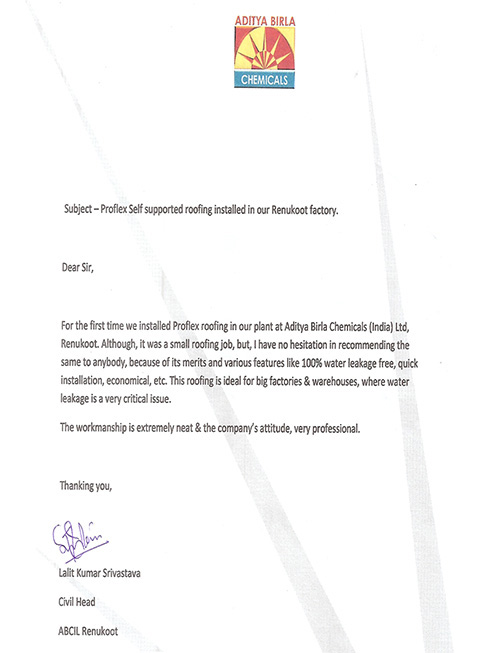 ADITYA BIRLA
CHEMICALS
Subject – Proflex Self supported roofing installed in our Renukoot factory.
Dear Sir,
For the first time we installed Proflex roofing in our plant at Aditya Birla Chemicals (India) Ltd,
Renukoot. Although, it was a small roofing job, but, I have no hesitation in recommending the
same to anybody, because of its merits and various features like 100% water leakage free, quick
installation, economical, etc. This roofing is ideal for big factories & warehouses, where water
leakage is a very critical issue.
The workmanship is extremely neat & the company's attitude, very professional.
Thanking you,
Lalit Kumar Srivastava
Civil Head
ABCIL Renukoot